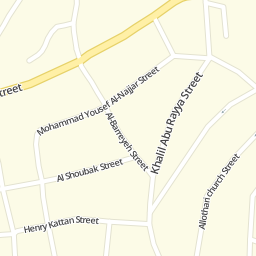 Street
Mohammad Yousef Al-Najjar Street
Al-Barreyeh Street
Khalil Abu Rayya Street
Al Shoubak Street
Allothan church Street
Henry Kattan Street